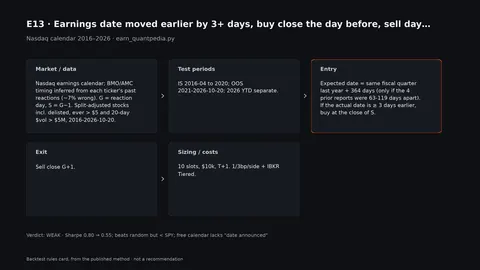 E13 · Earnings date moved earlier by 3+ days, buy close the day before, sell day…
Nasdaq calendar 2016–2026 · earn_quantpedia.py
Market / data
Nasdaq earnings calendar; BMO/AMC
timing inferred from each ticker's past
reactions (~7% wrong). G = reaction
day, S = G−1. Split-adjusted stocks
incl. delisted, ever > $5 and 20-day
$vol > $5M, 2016-2026-10-20.
Test periods
IS 2016-04 to 2020; OOS
2021-2026-10-20; 2026 YTD separate.
Entry
Expected date = same fiscal quarter
last year + 364 days (only if the 4
prior reports were 63-119 days apart).
If the actual date is ≥ 3 days earlier,
buy at the close of S.
Exit
Sell close G+1.
Sizing / costs
10 slots, $10k, T+1. 1/3bp/side + IBKR
Tiered.
Verdict: WEAK · Sharpe 0.80 → 0.55; beats random but < SPY; free calendar lacks "date announced"
Backtest rules card, from the published method · not a recommendation